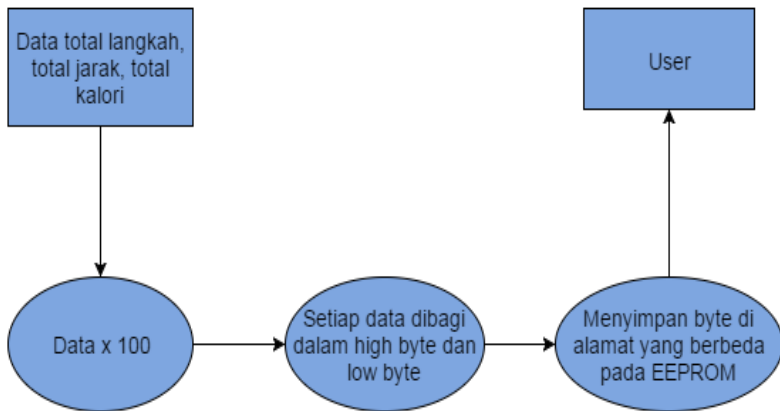 Data total langkah,
total jarak, total
kalori
User
Data x 100
Setiap data dibagi
dalam high byte dan
low byte
Menyimpan byte di
alamat yang berbeda
pada EEPROM